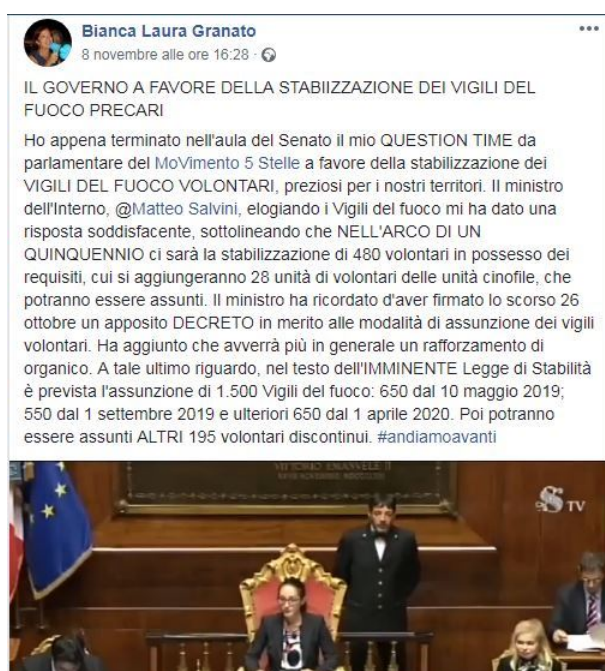 Bianca Laura Granato
8 novembre alle ore 16:28 ·
IL GOVERNO A FAVORE DELLA STABIIZZAZIONE DEI VIGILI DEL
FUOCO PRECARI
Ho appena terminato nell'aula del Senato il mio QUESTION TIME da
parlamentare del MoVimento 5 Stelle a favore della stabilizzazione dei
VIGILI DEL FUOCO VOLONTARI, preziosi per i nostri territori. Il ministro
dell'Interno, @Matteo Salvini, elogiando i Vigili del fuoco mi ha dato una
risposta soddisfacente, sottolineando che NELL'ARCO DI UN
QUINQUENNIO ci sarà la stabilizzazione di 480 volontari in possesso dei
requisiti, cui si aggiungeranno 28 unità di volontari delle unità cinofile, che
potranno essere assunti. Il ministro ha ricordato d'aver firmato lo scorso 26
ottobre un apposito DECRETO in merito alle modalità di assunzione dei vigili
volontari. Ha aggiunto che avverrà più in generale un rafforzamento di
organico. A tale ultimo riguardo, nel testo dell'IMMINENTE Legge di Stabilità
è prevista l'assunzione di 1.500 Vigili del fuoco: 650 dal 10 maggio 2019;
550 dal 1 settembre 2019 e ulteriori 650 dal 1 aprile 2020. Poi potranno
essere assunti ALTRI 195 volontari discontinui. #andiamoavanti
VITTORIO EMANVELE II
TV